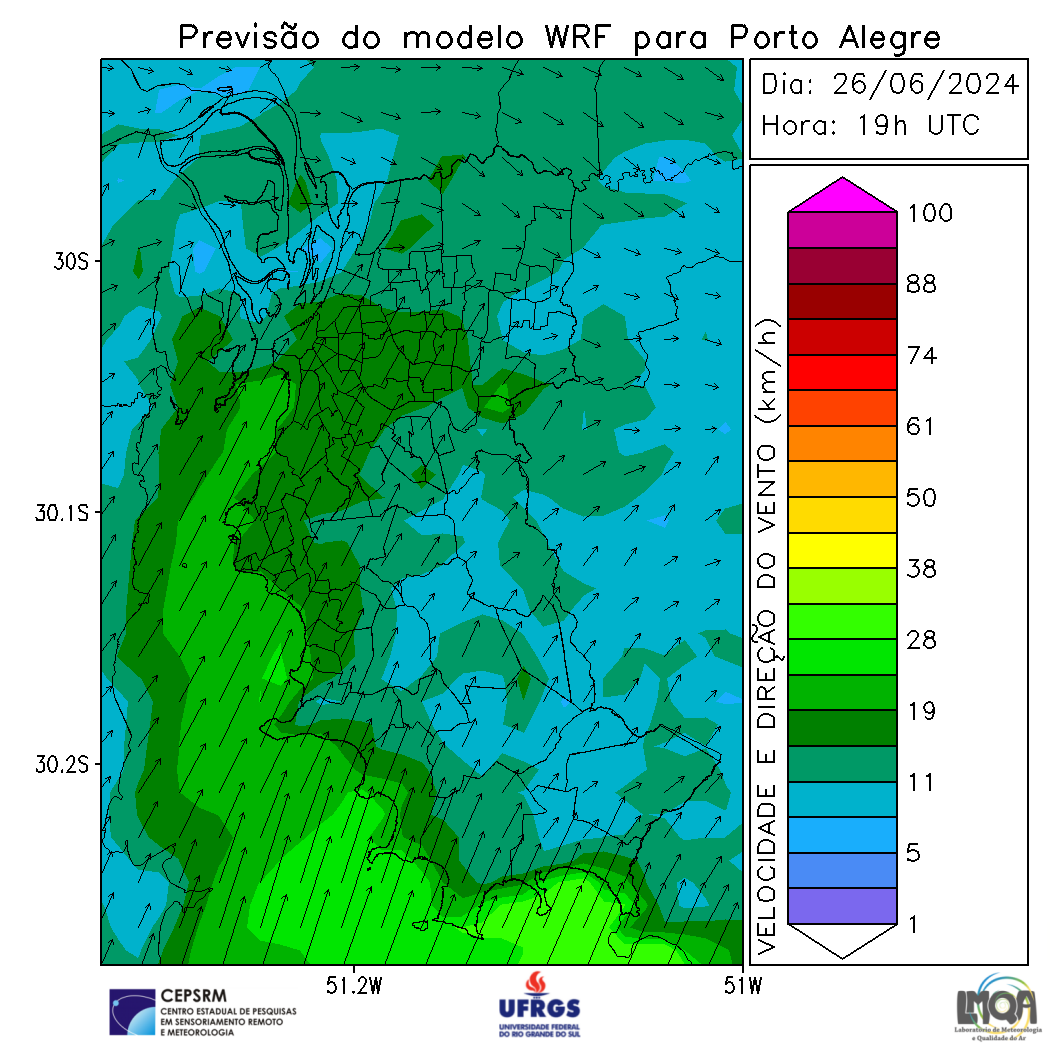 Previsão do modelo WRF para Porto Alegre
Dia: 26/06/2024
Hora: 19h UTC
30S
30.1S
30.2S
51.2W
51W
VELOCIDADE E DIREÇÃO DO VENTO (km/h)
100
88
74
61
50
38
28
19
11
5
1
CEPSRM
CENTRO ESTADUAL DE PESQUISAS
EM SENSORIAMENTO REMOTO
E METEOROLOGIA
UFRGS
UNIVERSIDADE FEDERAL
DO RIO GRANDE DO SUL
LMQA
Laboratório de Meteorologia
e Qualidade do Ar